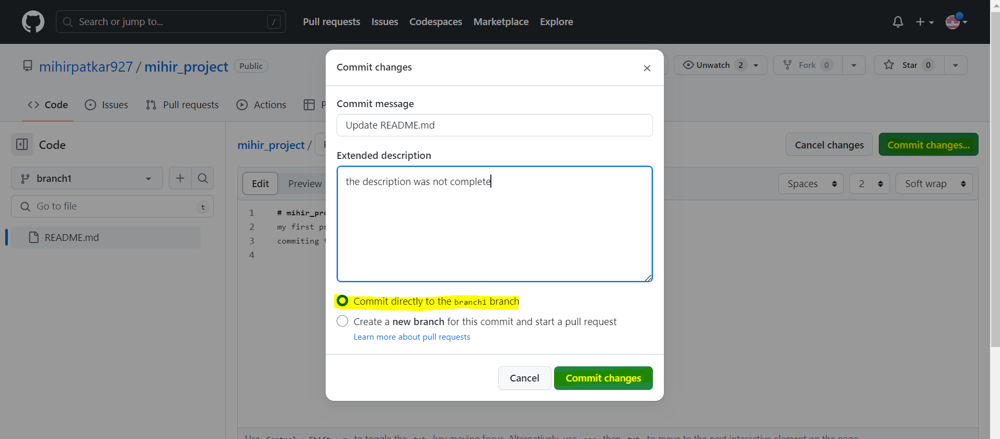 Search or jump to... /
Pull requests Issues Codespaces Marketplace Explore
mihirpatkar927 / mihir_project Public
Unwatch 2 Fork 0 Star 0
Code Issues Pull requests Actions
Code
branch1
Go to file t
README.md
mihir_project /
Cancel changes Commit changes...
Edit Preview
Spaces 2 Soft wrap
1 # mihir_pro
2 my first pr
3 commiting t
4
Commit changes
Commit message
Update README.md
Extended description
the description was not complete
Commit directly to the branch1 branch
Create a new branch for this commit and start a pull request
Learn more about pull requests
Cancel Commit changes
Use Control + Shift + m to toggle the tab key moving focus. Alternatively, use esc then tab to move to the next interactive element on the page.